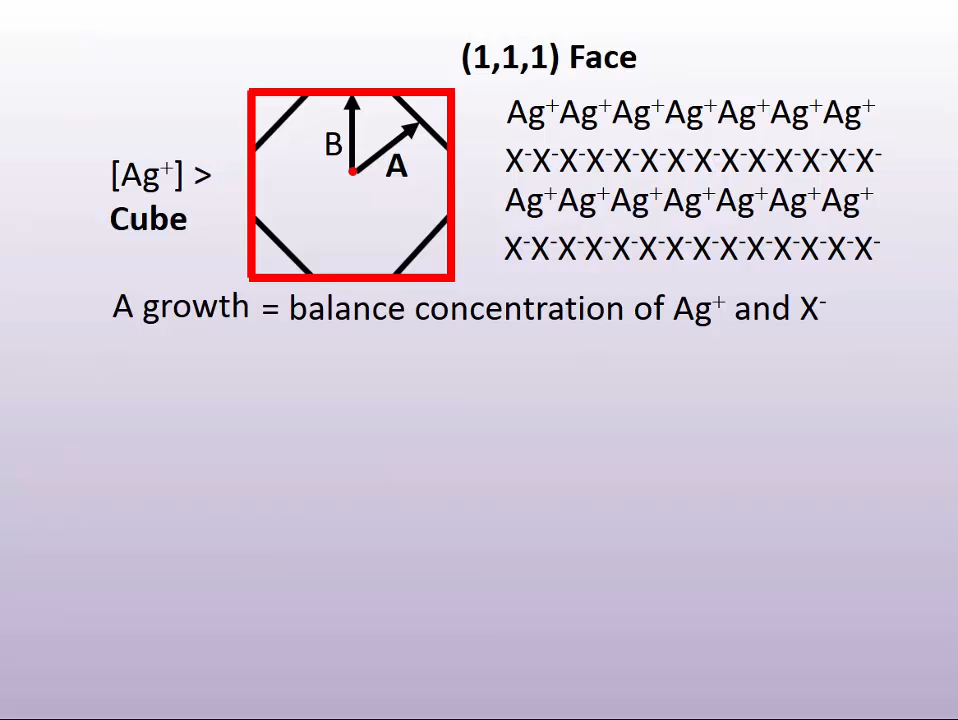 (1,1,1) Face
Ag⁺Ag⁺Ag⁺Ag⁺Ag⁺Ag⁺Ag⁺
X⁻X⁻X⁻X⁻X⁻X⁻X⁻X⁻X⁻X⁻X⁻X⁻X⁻X⁻
Ag⁺Ag⁺Ag⁺Ag⁺Ag⁺Ag⁺Ag⁺
X⁻X⁻X⁻X⁻X⁻X⁻X⁻X⁻X⁻X⁻X⁻X⁻X⁻X⁻
[Ag⁺] >
Cube
B
A
A growth = balance concentration of Ag⁺ and X⁻